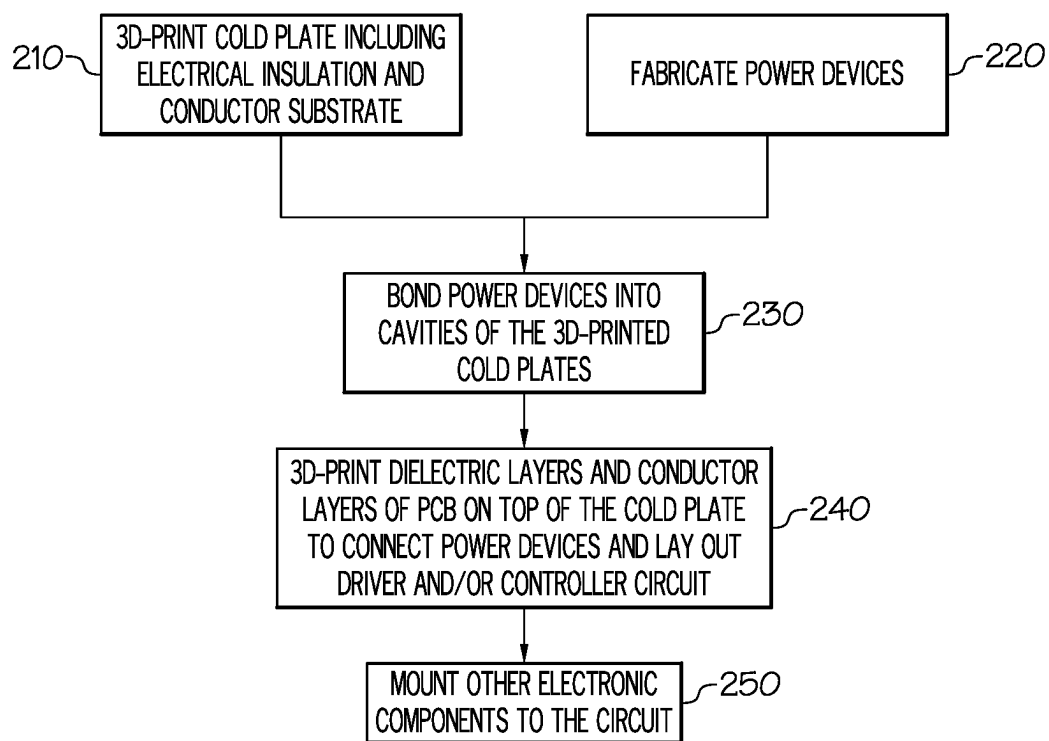 210
3D-PRINT COLD PLATE INCLUDING
ELECTRICAL INSULATION AND
CONDUCTOR SUBSTRATE
FABRICATE POWER DEVICES
220
BOND POWER DEVICES INTO
CAVITIES OF THE 3D-PRINTED
COLD PLATES
230
3D-PRINT DIELECTRIC LAYERS AND CONDUCTOR
LAYERS OF PCB ON TOP OF THE COLD PLATE
TO CONNECT POWER DEVICES AND LAY OUT
DRIVER AND/OR CONTROLLER CIRCUIT
240
MOUNT OTHER ELECTRONIC
COMPONENTS TO THE CIRCUIT
250